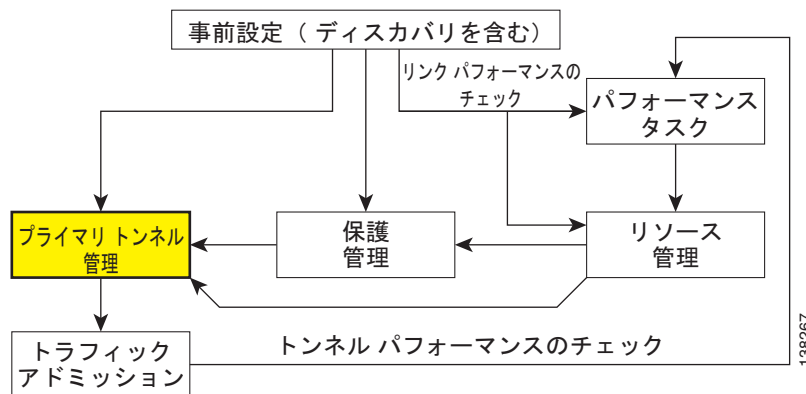 事前設定（ ディスカバリを含む）
リンク パフォーマンスの
チェック
パフォーマンス
タスク
プライマリ トンネル
管理
保護
管理
リソース
管理
トラフィック
アドミッション
トンネル パフォーマンスのチェック
138267